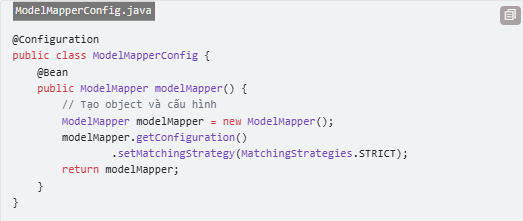 ModelMapperConfig.java
@Configuration
public class ModelMapperConfig {
    @Bean
    public ModelMapper modelMapper() {
        // Tạo object và cấu hình
        ModelMapper modelMapper = new ModelMapper();
        modelMapper.getConfiguration()
                .setMatchingStrategy(MatchingStrategies.STRICT);
        return modelMapper;
    }
}